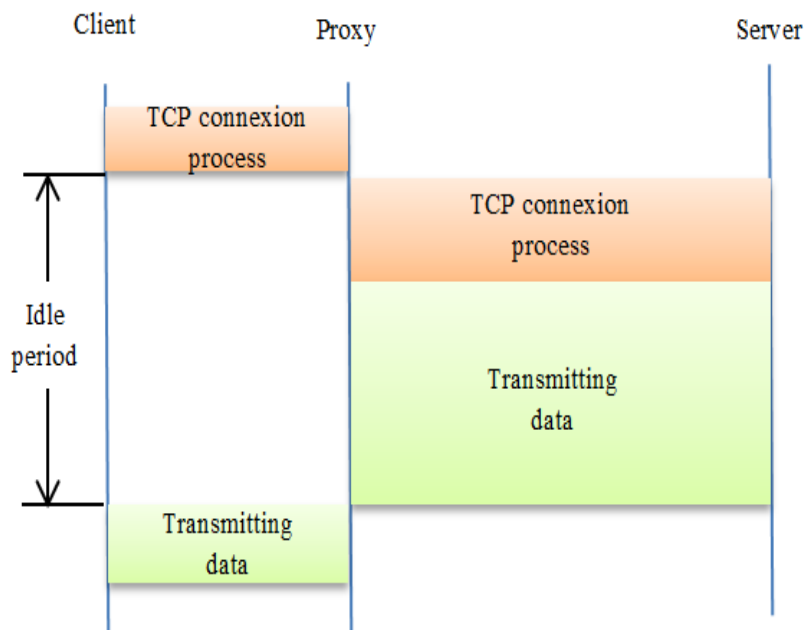 Client
Proxy
Server
TCP connexion
process
TCP connexion
process
Idle
period
Transmitting
data
Transmitting
data